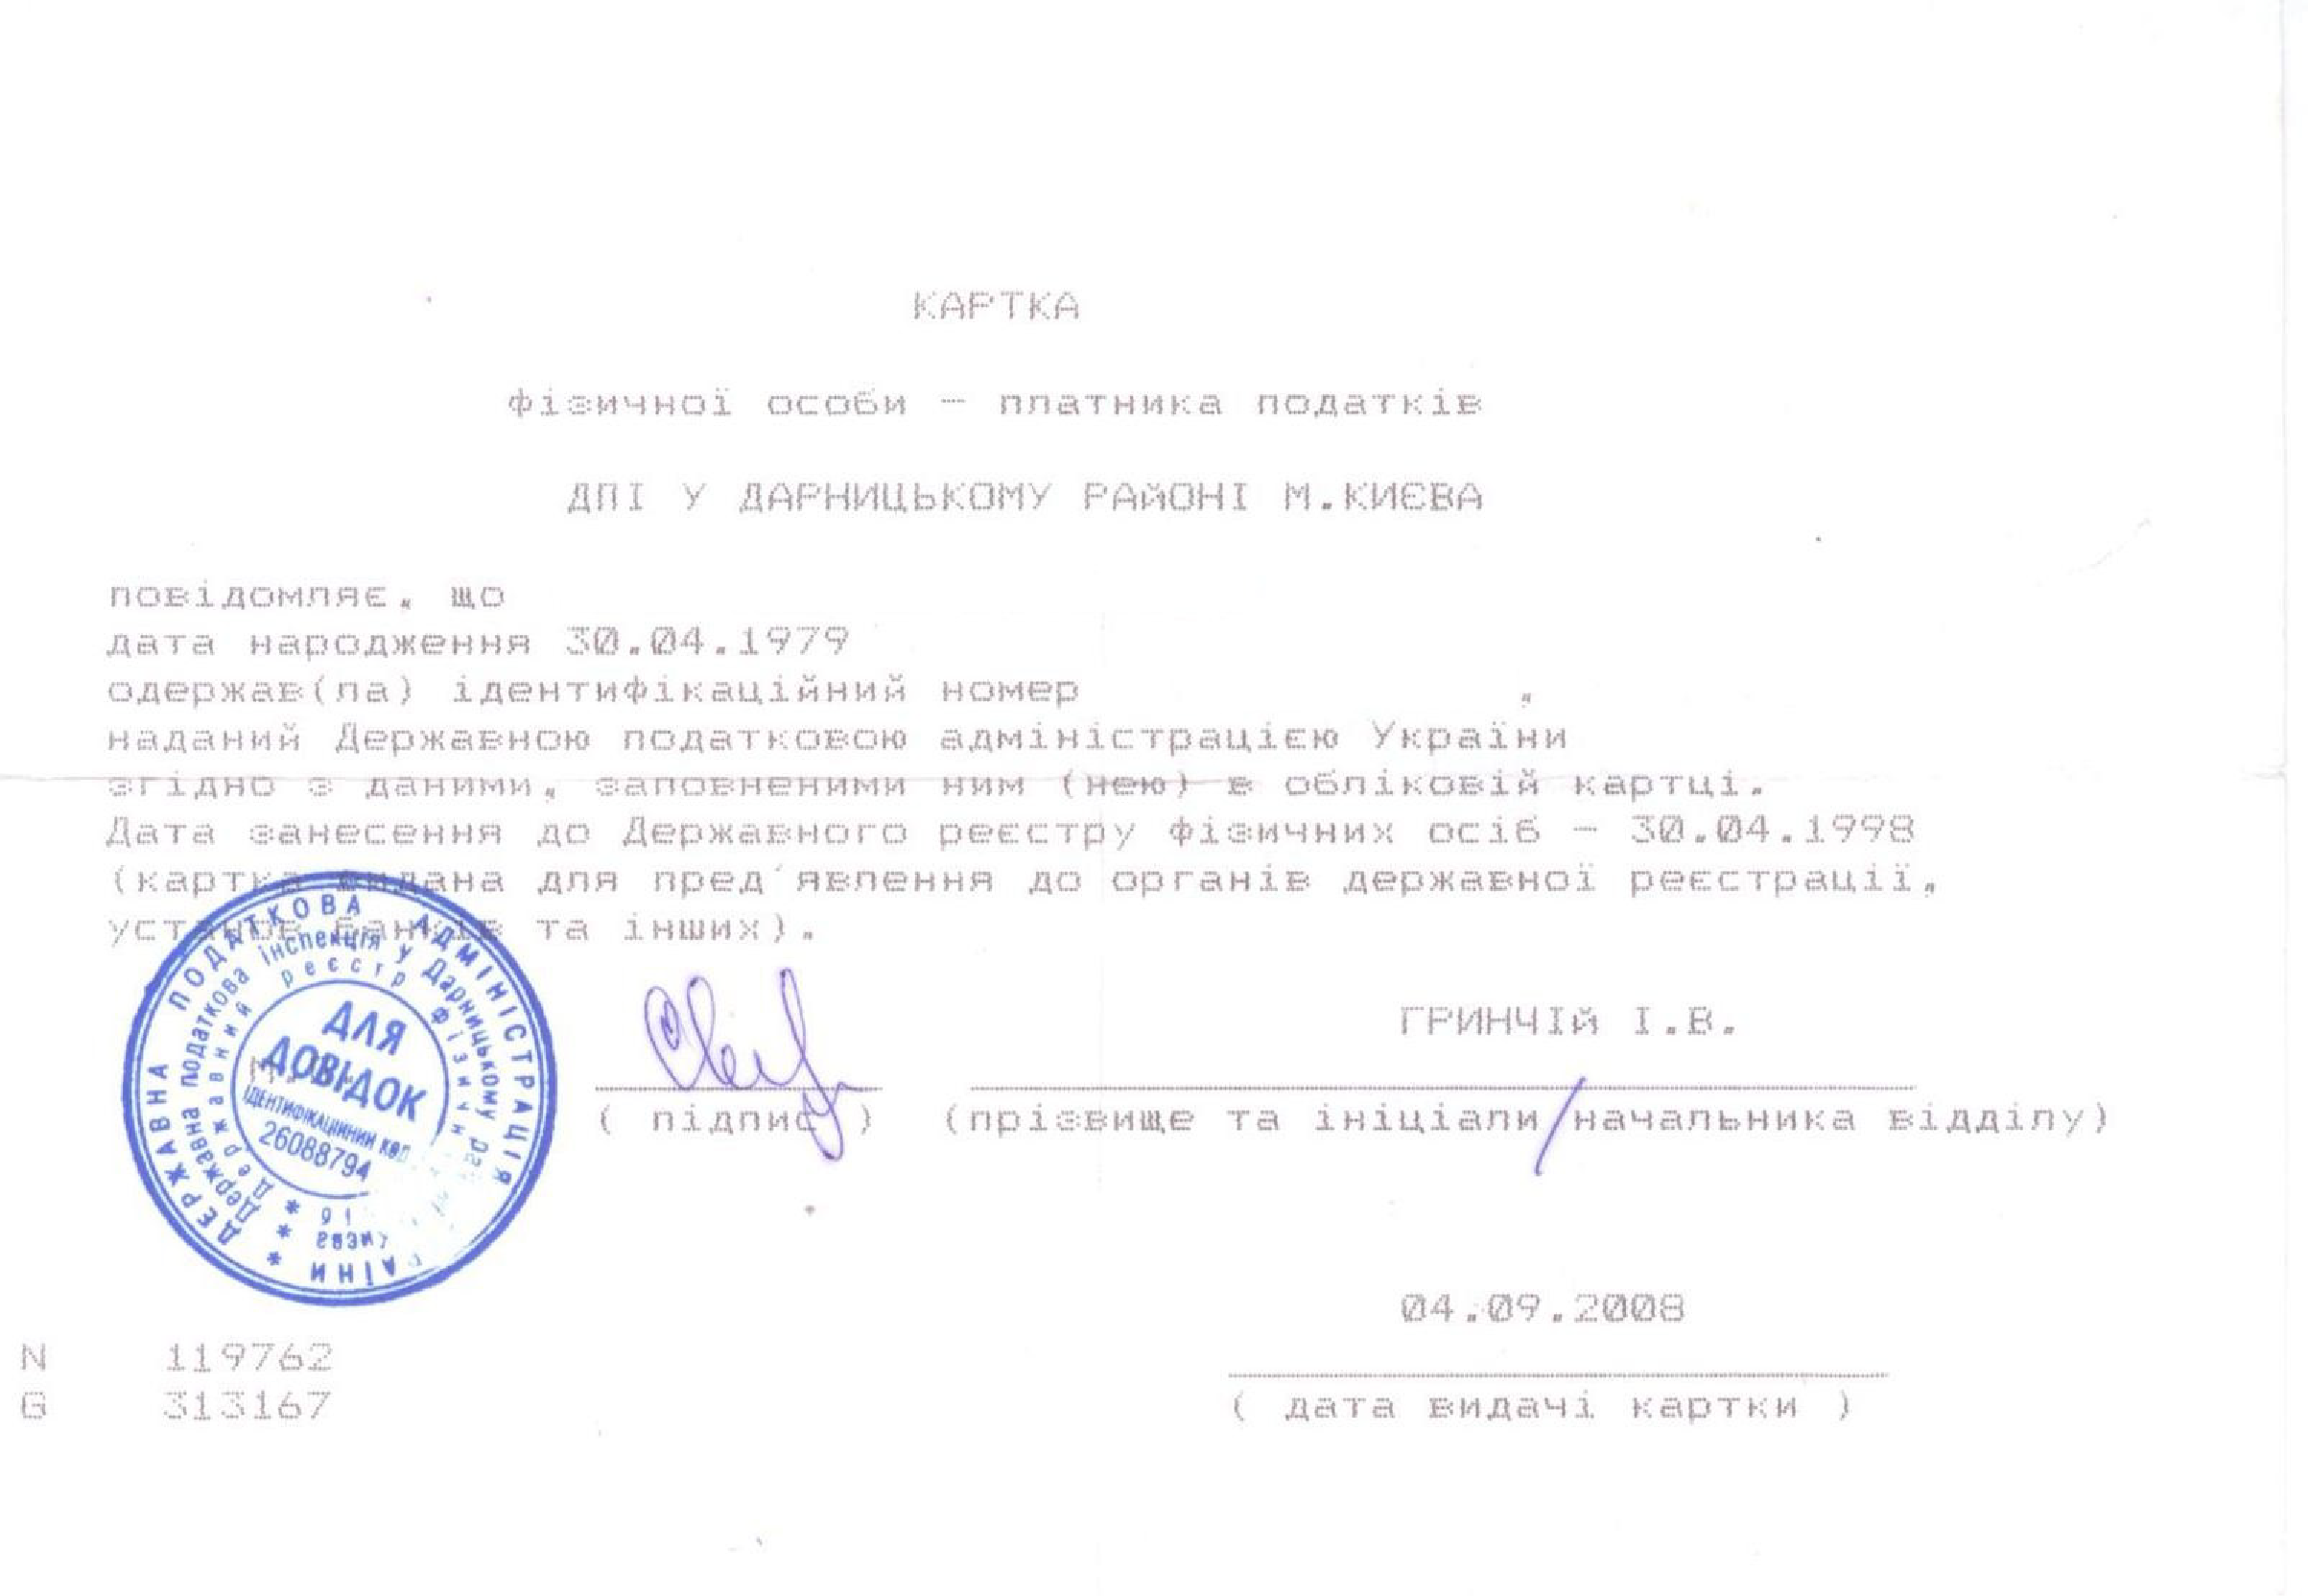 КАРТКА
фізичної особи - платника податків
ДПІ У ДАРНИЦЬКОМУ РАЙОНІ М.КИЄВА
повідомляє, що
дата народження 30.04.1979
одержав(ла) ідентифікаційний номер ,
наданий Державною податковою адміністрацією України
згідно з даними, заповненими ним (нею) в обліковій картці.
Дата занесення до Державного реєстру фізичних осіб - 30.04.1998
(картка видана для пред'явлення до органів державної реєстрації,
установ банків та інших).
ДЕРЖАВНА ПОДАТКОВА АДМІНІСТРАЦІЯ
Державна податкова інспекція у Дарницькому
Державний реєстр фізичн
ДЛЯ
ДОВІДОК
ІДЕНТИФІКАЦІЙНИЙ КОД
26088794
ГРИНЧІЙ І.В.
( підпис ) (прізвище та ініціали/начальника відділу)
04.09.2008
N 119762
G 313167
( дата видачі картки )